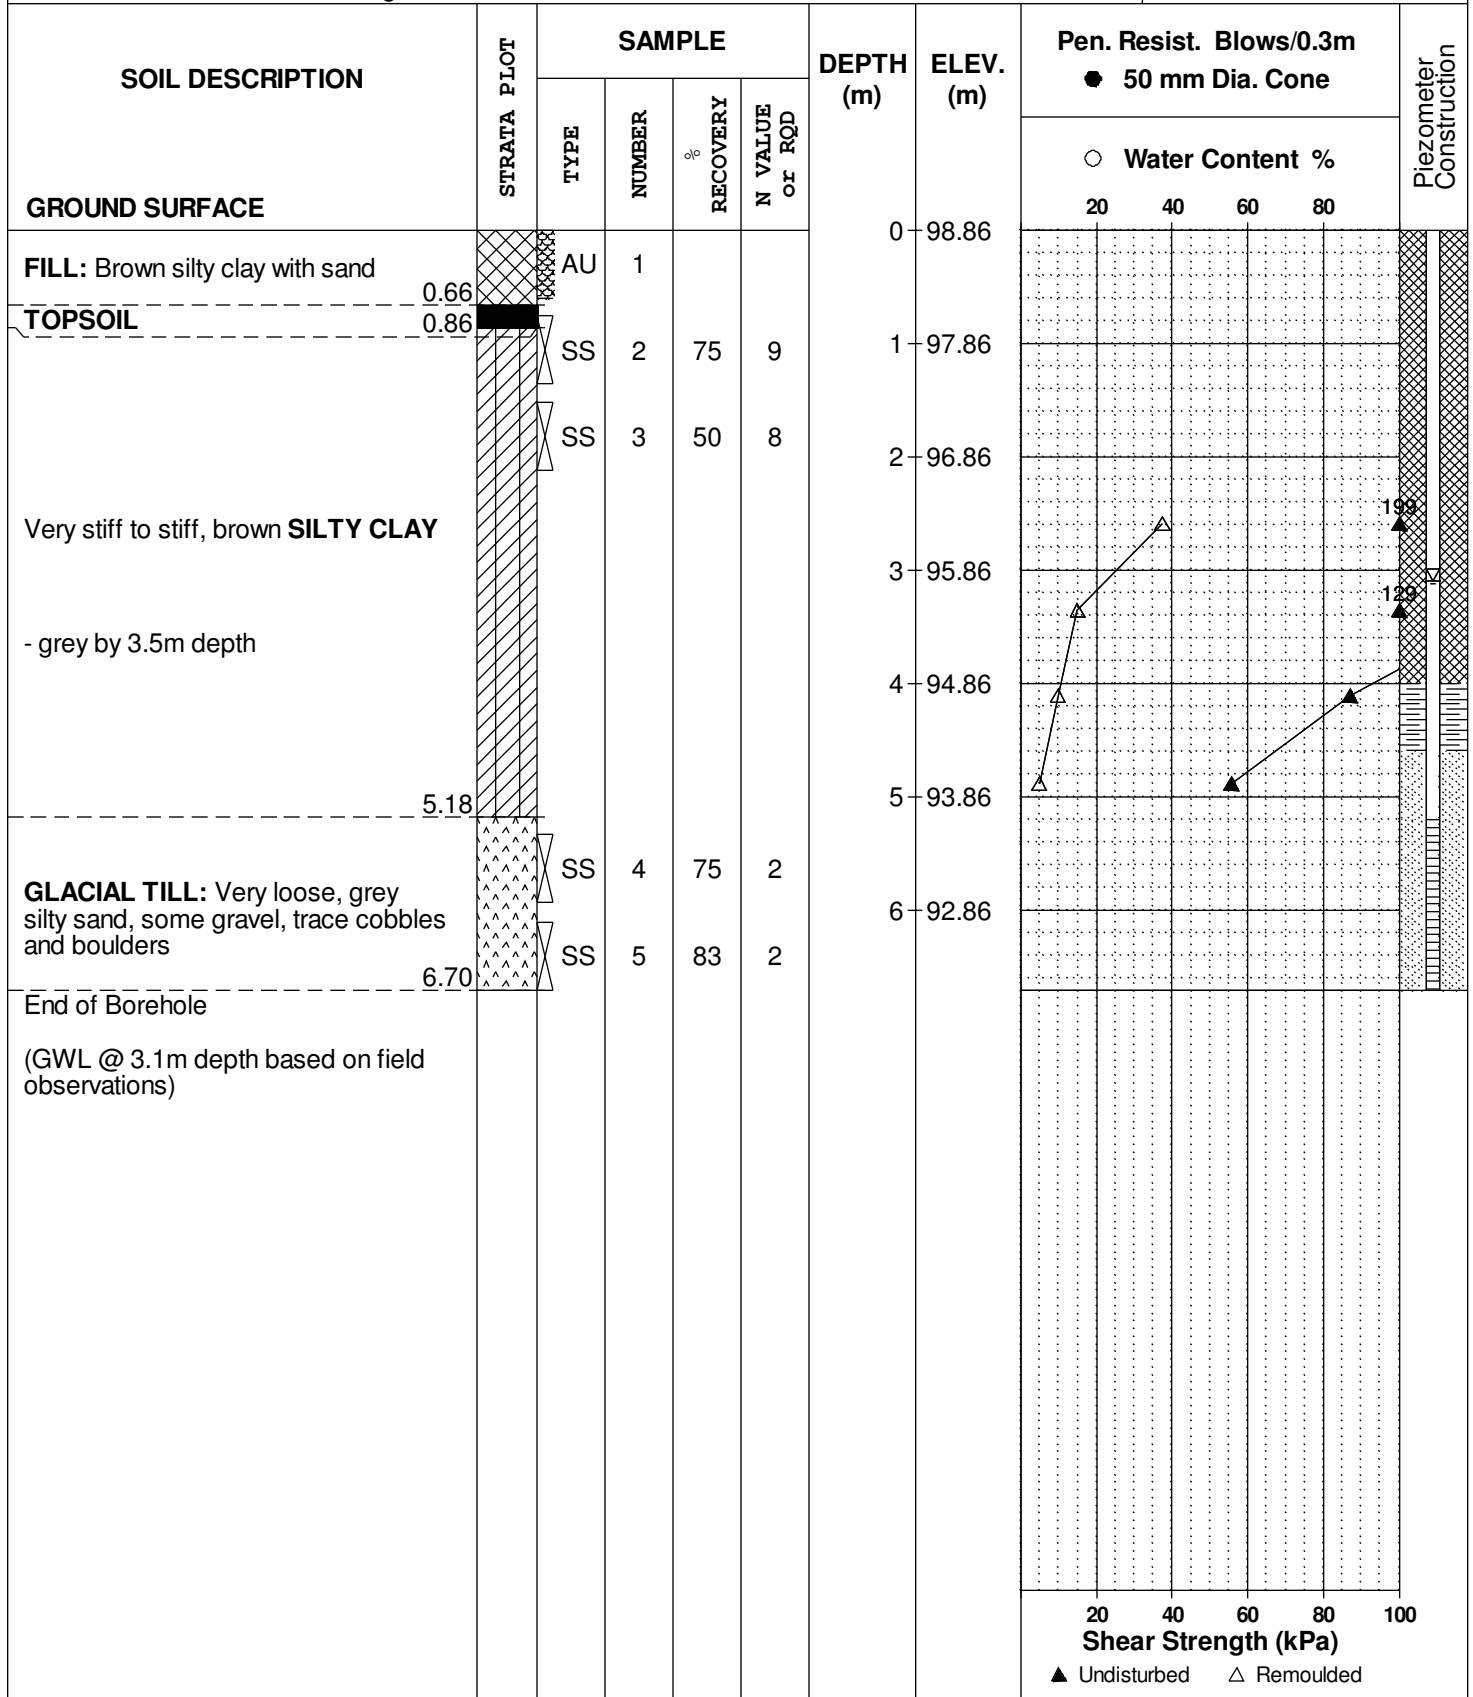 SOIL DESCRIPTION
GROUND SURFACE
STRATA PLOT
SAMPLE
TYPE
NUMBER
%
RECOVERY
N VALUE
or RQD
DEPTH
(m)
ELEV.
(m)
Pen. Resist. Blows/0.3m
● 50 mm Dia. Cone
○ Water Content %
20 40 60 80
Piezometer
Construction
0 98.86
FILL: Brown silty clay with sand
0.66
AU 1
TOPSOIL
0.86
SS 2 75 9
1 97.86
SS 3 50 8
2 96.86
199
Very stiff to stiff, brown SILTY CLAY
3 95.86
129
- grey by 3.5m depth
4 94.86
5 93.86
5.18
SS 4 75 2
GLACIAL TILL: Very loose, grey
silty sand, some gravel, trace cobbles
and boulders
6 92.86
SS 5 83 2
6.70
End of Borehole
(GWL @ 3.1m depth based on field
observations)
20 40 60 80 100
Shear Strength (kPa)
▲ Undisturbed △ Remoulded